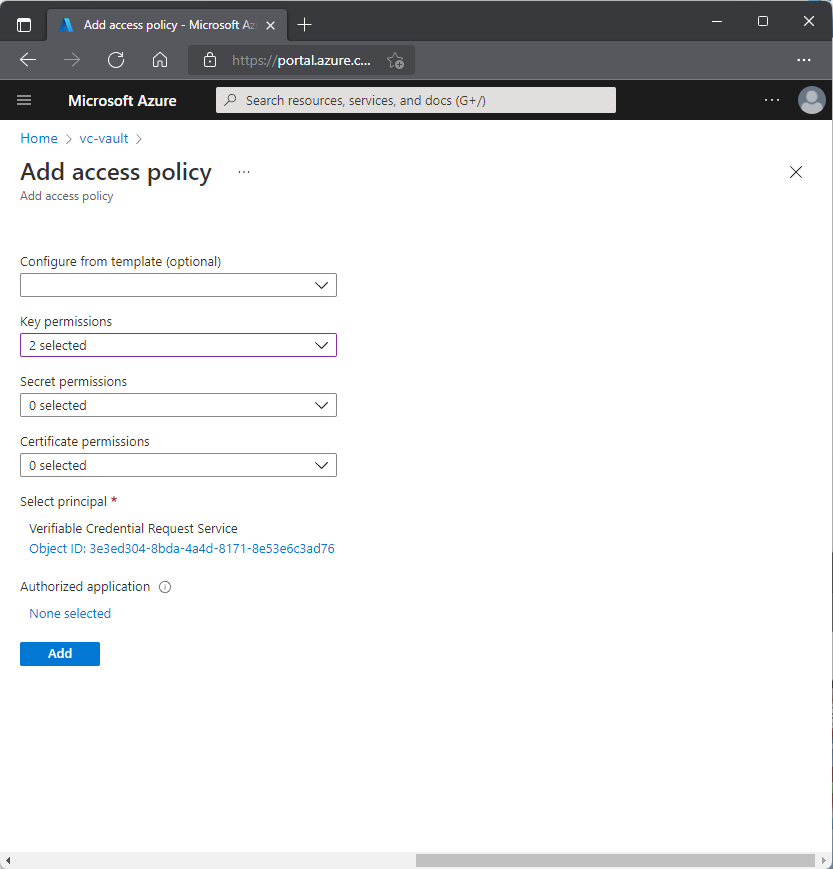 Add access policy - Microsoft Az
https://portal.azure.c...
Microsoft Azure
Search resources, services, and docs (G+/)
Home > vc-vault >
Add access policy ...
Add access policy
Configure from template (optional)
Key permissions
2 selected
Secret permissions
0 selected
Certificate permissions
0 selected
Select principal *
Verifiable Credential Request Service
Object ID: 3e3ed304-8bda-4a4d-8171-8e53e6c3ad76
Authorized application
None selected
Add